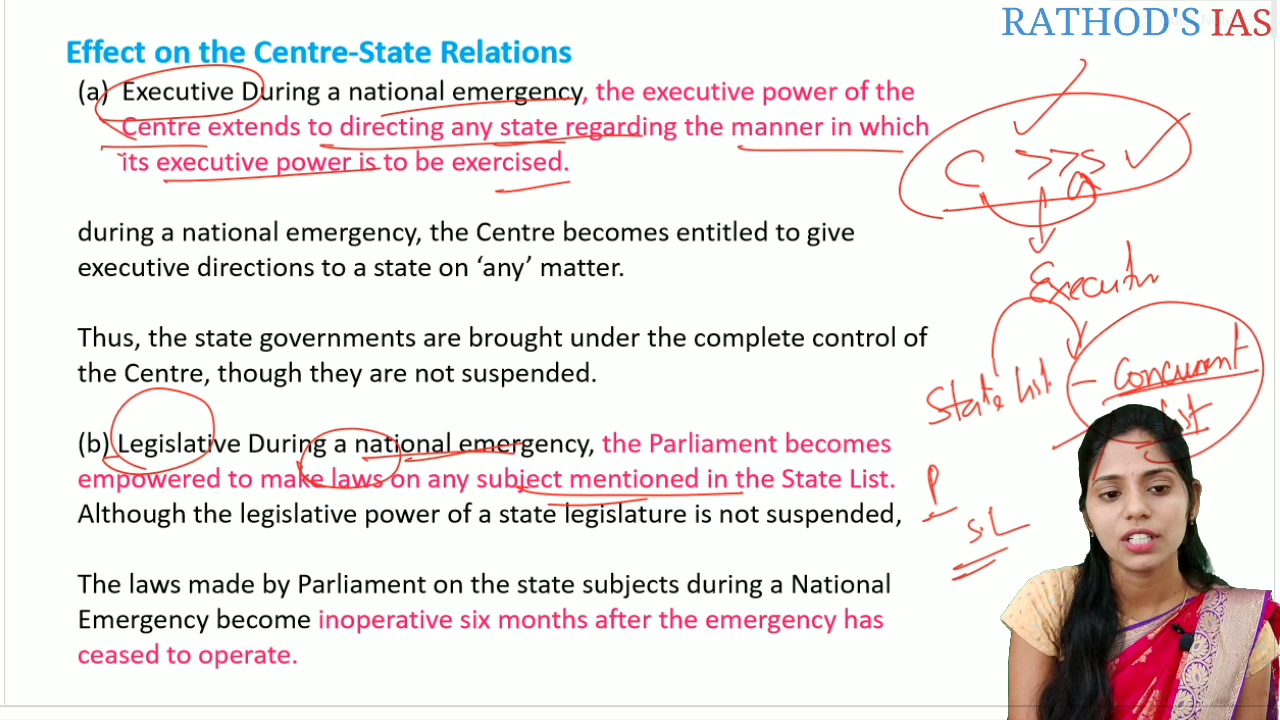 RATHOD'S IAS
Effect on the Centre-State Relations
(a) Executive During a national emergency, the executive power of the
Centre extends to directing any state regarding the manner in which
its executive power is to be exercised.
during a national emergency, the Centre becomes entitled to give
executive directions to a state on ‘any’ matter.
Thus, the state governments are brought under the complete control of
the Centre, though they are not suspended.
(b) Legislative During a national emergency, the Parliament becomes
empowered to make laws on any subject mentioned in the State List.
Although the legislative power of a state legislature is not suspended,
The laws made by Parliament on the state subjects during a National
Emergency become inoperative six months after the emergency has
ceased to operate.
C >>> S
State list - Concurrent
List
P
SL